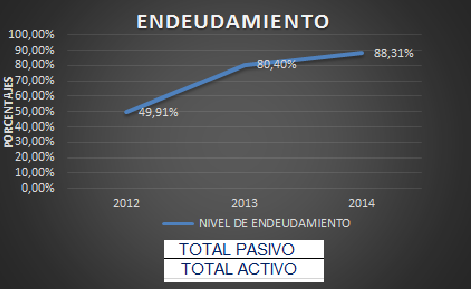 ENDEUDAMIENTO
PORCENTAJES
100,00%
90,00%
80,00%
70,00%
60,00%
50,00%
40,00%
30,00%
20,00%
10,00%
0,00%
49,91%
80,40%
88,31%
2012 2013 2014
NIVEL DE ENDEUDAMIENTO
TOTAL PASIVO
TOTAL ACTIVO